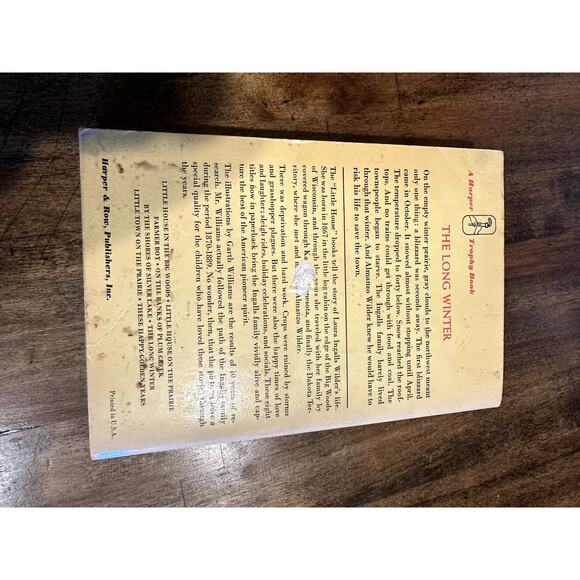 A Harper Trophy Book
THE LONG WINTER
On the empty winter prairie, gray clouds to the northwest meant
only one thing: a blizzard was seconds away. The first blizzard
came in October. It snowed almost without stopping until April.
The temperature dropped to forty below. Snow reached the roof-
tops. And no trains could get through with food and coal. The
townspeople began to starve. The Ingalls family barely lived
through that winter. And Almanzo Wilder knew he would have to
risk his life to save the town.
The "Little House" books tell the story of Laura Ingalls Wilder's life.
She was born in 1867 in the little log cabin on the edge of the Big Woods
of Wisconsin, and through the years she traveled with her family by
covered wagon through Ka nnesota, and finally the Dakota Ter-
ritory, where she met and m Almanzo Wilder.
There was deprivation and hard work. Crops were ruined by storms
and grasshopper plagues. But there were also the happy times of love
and laughter: sleigh rides, holiday celebrations, and socials. These eight
titles now in paperback bring the Ingalls family vividly alive and cap-
ture the best of the American pioneer spirit.
The illustrations by Garth Williams are the results of 10 years of re-
search. Mr. Williams actually followed the path of the Ingalls family
during the period 1870-1889. No wonder, then, that the pictures have a
special quality for the children who have loved these stories through
the years.
LITTLE HOUSE IN THE BIG WOODS • LITTLE HOUSE ON THE PRAIRIE
FARMER BOY • ON THE BANKS OF PLUM CREEK
BY THE SHORES OF SILVER LAKE • THE LONG WINTER
LITTLE TOWN ON THE PRAIRIE • THESE HAPPY GOLDEN YEARS
Harper & Row, Publishers, Inc.
Printed in U.S.A.